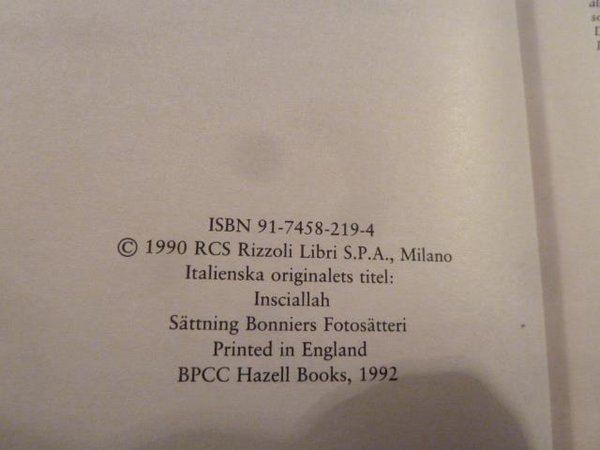 ISBN 91-7458-219-4
© 1990 RCS Rizzoli Libri S.P.A., Milano
Italienska originalets titel:
Insciallah
Sättning Bonniers Fotosätteri
Printed in England
BPCC Hazell Books, 1992